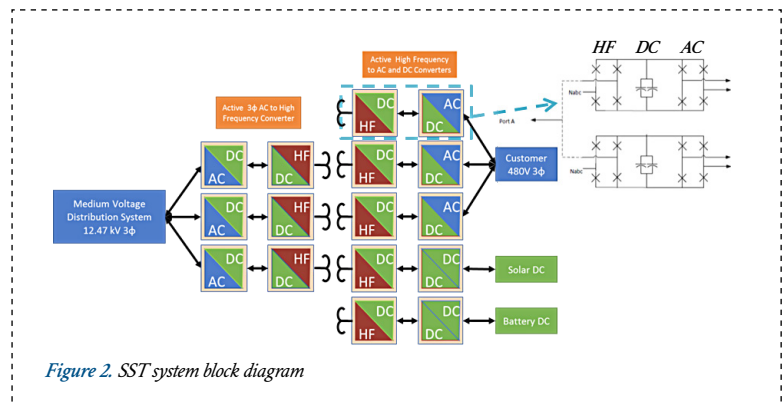 HF DC AC
Active High Frequency
to AC and DC Converters
Active 3ϕ AC to High
Frequency Converter
Nabc
Port A
Nabc
DC
HF
AC
DC
DC
AC
HF
DC
DC
HF
AC
DC
Customer
480V 3ϕ
Medium Voltage
Distribution System
12.47 kV 3ϕ
DC
AC
HF
DC
DC
HF
AC
DC
DC
AC
HF
DC
DC
HF
DC
DC
Solar DC
DC
HF
DC
DC
Battery DC
Figure 2. SST system block diagram